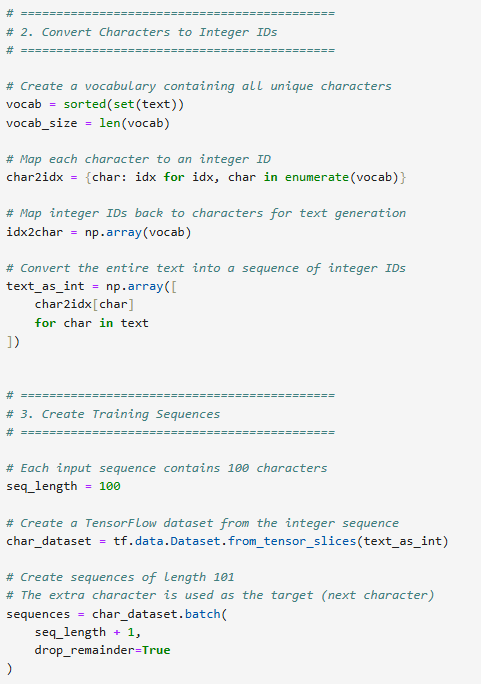 # ============================================
# 2. Convert Characters to Integer IDs
# ============================================
# Create a vocabulary containing all unique characters
vocab = sorted(set(text))
vocab_size = len(vocab)
# Map each character to an integer ID
char2idx = {char: idx for idx, char in enumerate(vocab)}
# Map integer IDs back to characters for text generation
idx2char = np.array(vocab)
# Convert the entire text into a sequence of integer IDs
text_as_int = np.array([
    char2idx[char]
    for char in text
])
# ============================================
# 3. Create Training Sequences
# ============================================
# Each input sequence contains 100 characters
seq_length = 100
# Create a TensorFlow dataset from the integer sequence
char_dataset = tf.data.Dataset.from_tensor_slices(text_as_int)
# Create sequences of length 101
# The extra character is used as the target (next character)
sequences = char_dataset.batch(
    seq_length + 1,
    drop_remainder=True
)